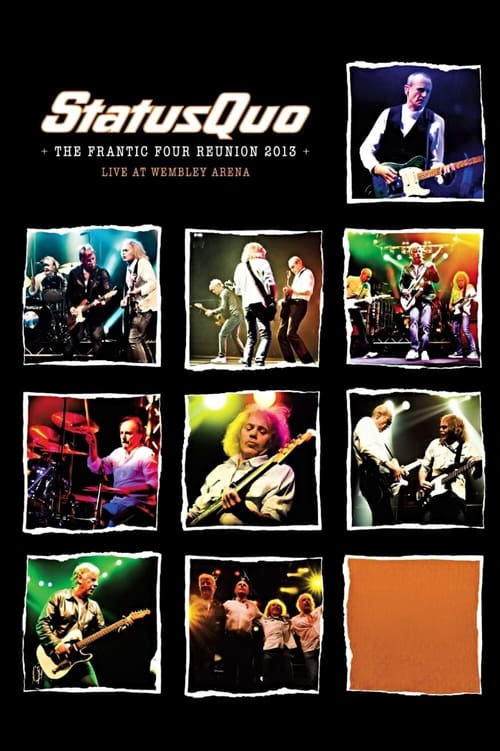 StatusQuo
+ THE FRANTIC FOUR REUNION 2013 +
LIVE AT WEMBLEY ARENA